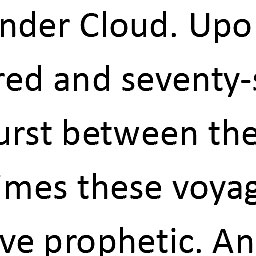 nder Cloud. Upo
red and seventy-s
urst between the
imes these voyag
ve prophetic. An